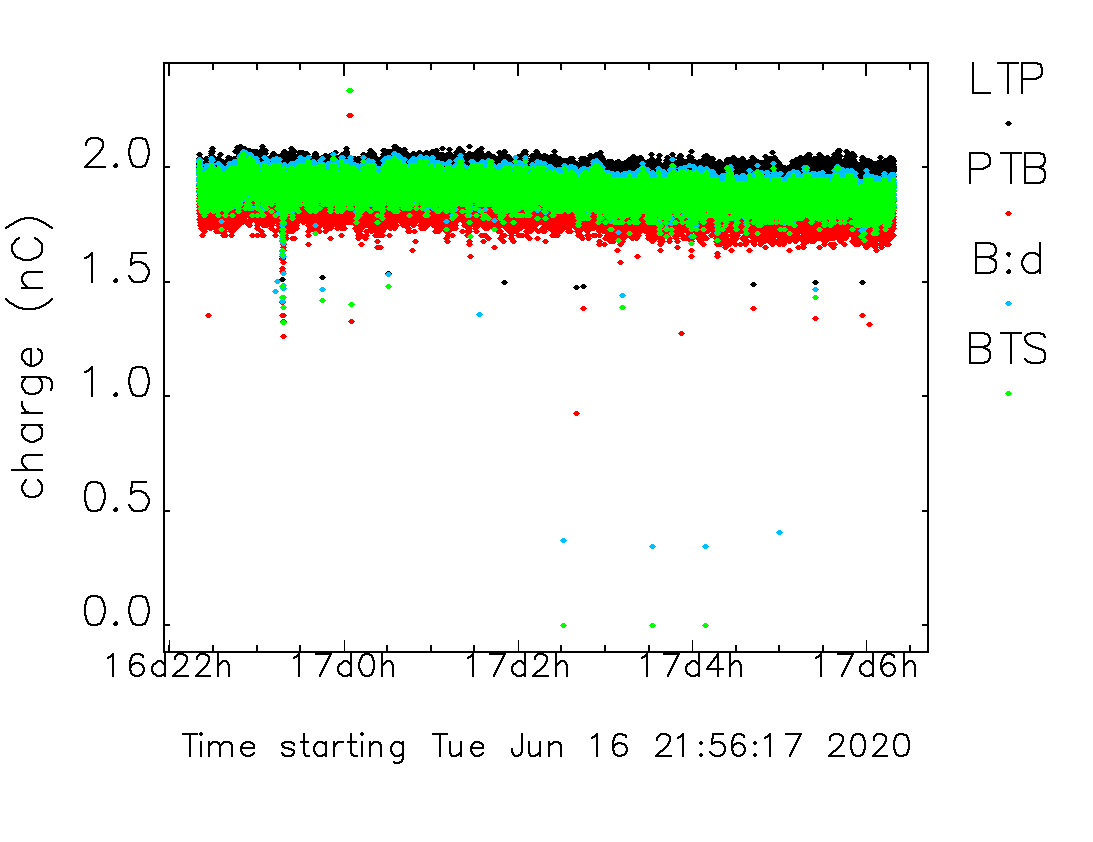 LTP
PTB
B:d
BTS
charge (nC)
2.0
1.5
1.0
0.5
0.0
16d22h 17d0h 17d2h 17d4h 17d6h
Time starting Tue Jun 16 21:56:17 2020